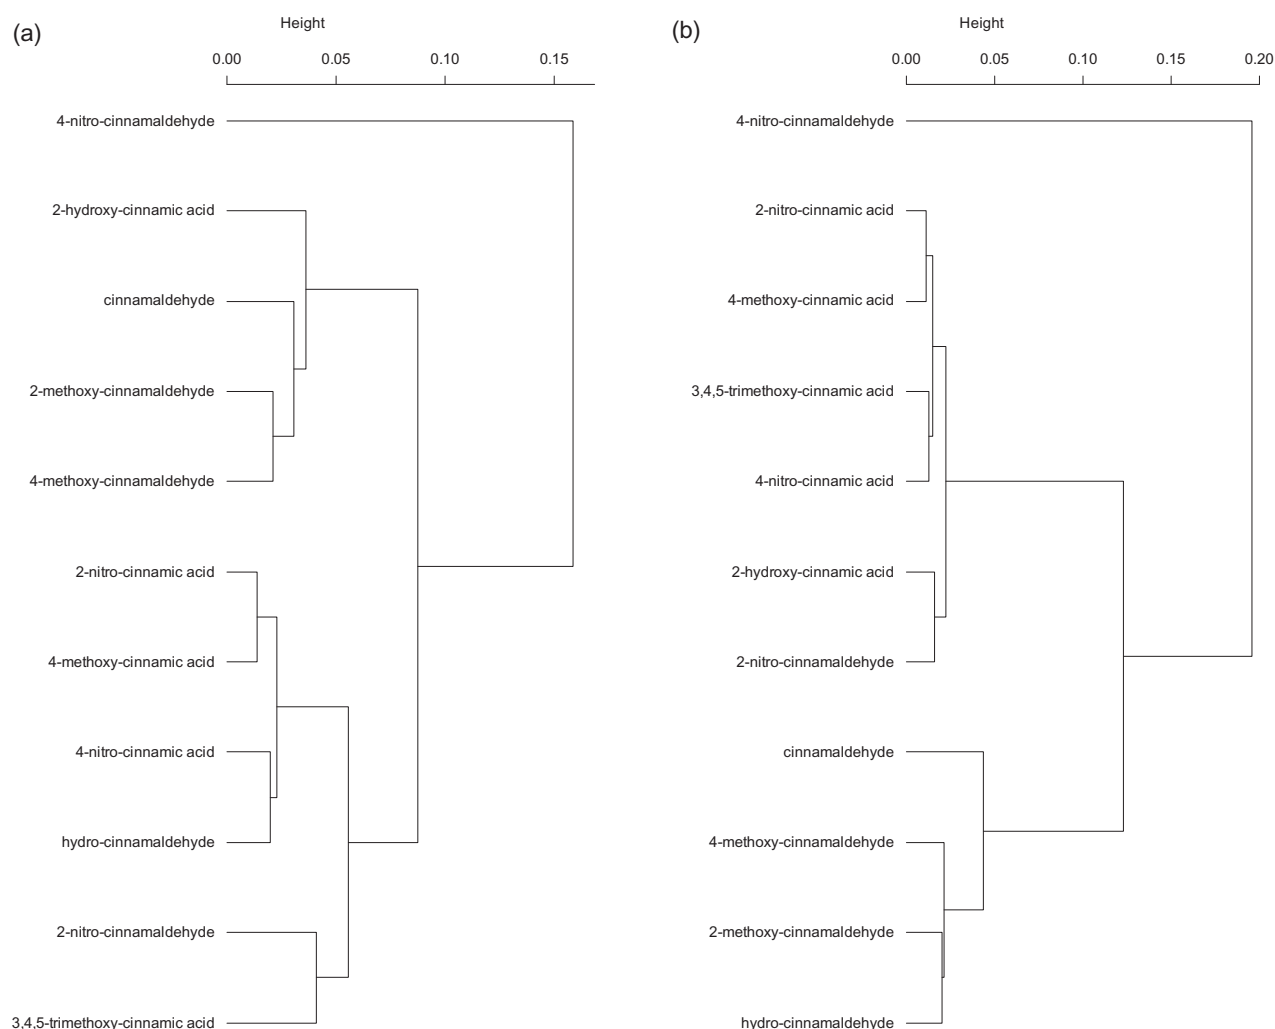 (a)
Height
0.00 0.05 0.10 0.15
4-nitro-cinnamaldehyde
2-hydroxy-cinnamic acid
cinnamaldehyde
2-methoxy-cinnamaldehyde
4-methoxy-cinnamaldehyde
2-nitro-cinnamic acid
4-methoxy-cinnamic acid
4-nitro-cinnamic acid
hydro-cinnamaldehyde
2-nitro-cinnamaldehyde
3,4,5-trimethoxy-cinnamic acid
(b)
Height
0.00 0.05 0.10 0.15 0.20
4-nitro-cinnamaldehyde
2-nitro-cinnamic acid
4-methoxy-cinnamic acid
3,4,5-trimethoxy-cinnamic acid
4-nitro-cinnamic acid
2-hydroxy-cinnamic acid
2-nitro-cinnamaldehyde
cinnamaldehyde
4-methoxy-cinnamaldehyde
2-methoxy-cinnamaldehyde
hydro-cinnamaldehyde